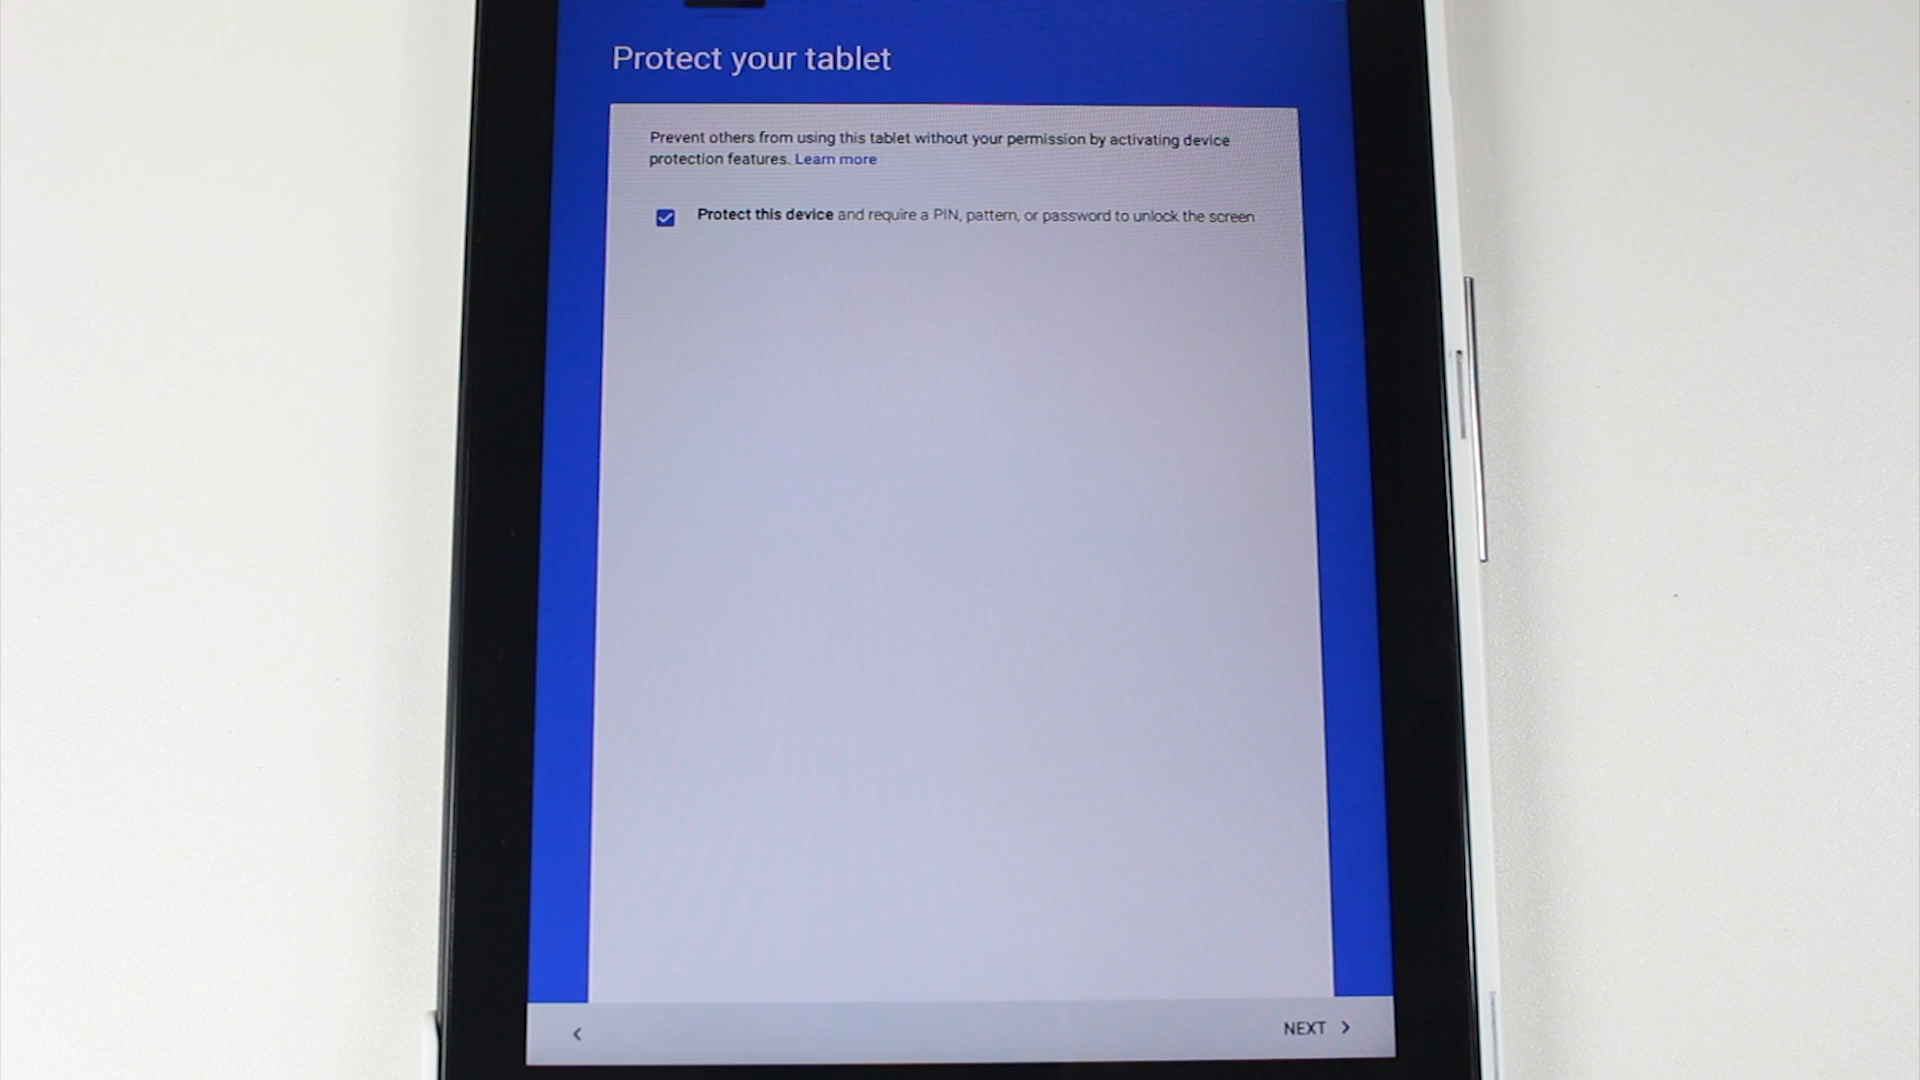 Protect your tablet
Prevent others from using this tablet without your permission by activating device
protection features. Learn more
Protect this device and require a PIN, pattern, or password to unlock the screen
NEXT